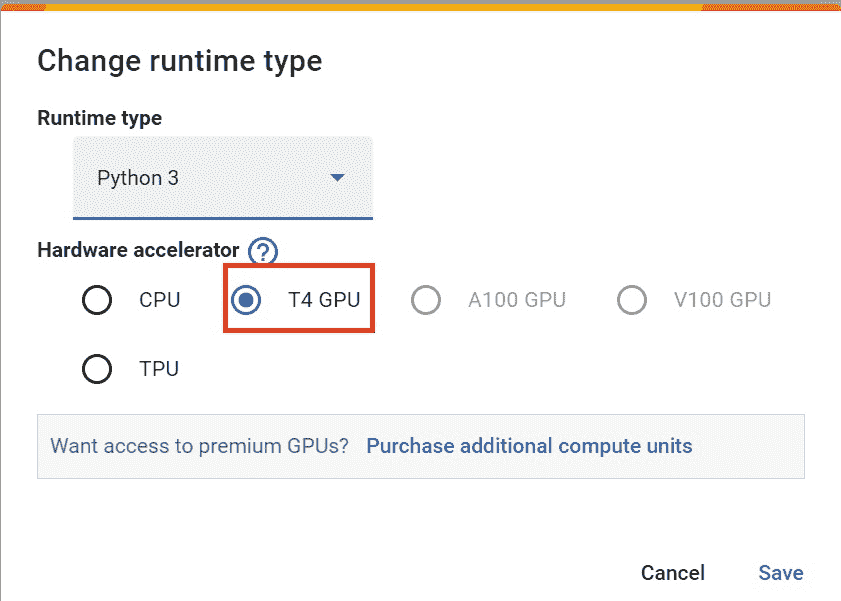 Change runtime type
Runtime type
Python 3
Hardware accelerator ?
CPU T4 GPU A100 GPU V100 GPU
TPU
Want access to premium GPUs? Purchase additional compute units
Cancel Save